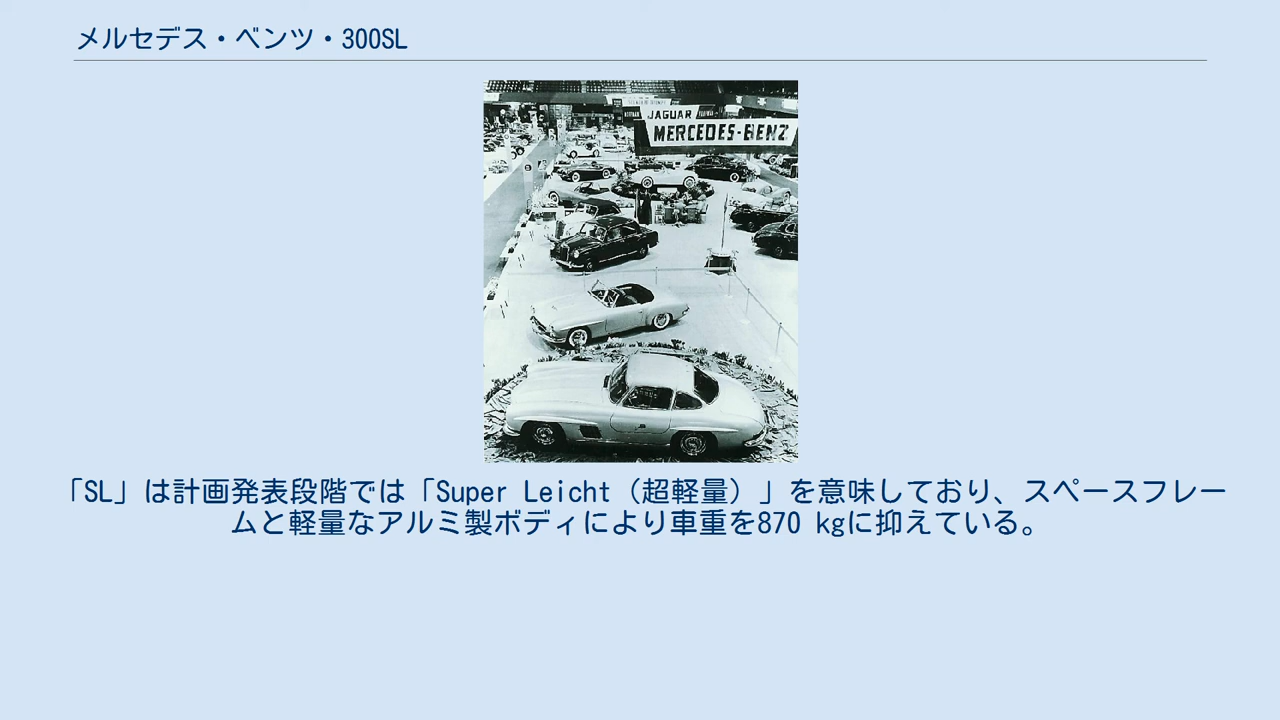 メルセデス・ベンツ・300SL
JAGUAR
MERCEDES-BENZ
「SL」は計画発表段階では「Super Leicht（超軽量）」を意味しており、スペースフレー
ムと軽量なアルミ製ボディにより車重を870 kgに抑えている。